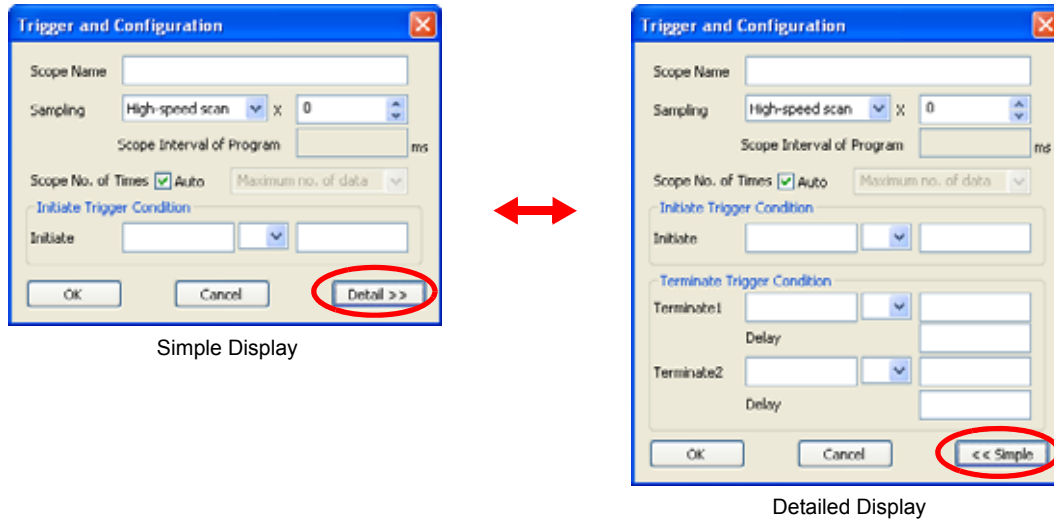 Trigger and Configuration
Scope Name
Sampling High-speed scan X 0
Scope Interval of Program ms
Scope No. of Times Auto Maximum no. of data
Initiate Trigger Condition
Initiate
OK Cancel Detail >>
Simple Display
Trigger and Configuration
Scope Name
Sampling High-speed scan X 0
Scope Interval of Program ms
Scope No. of Times Auto Maximum no. of data
Initiate Trigger Condition
Initiate
Terminate Trigger Condition
Terminate1
Delay
Terminate2
Delay
OK Cancel << Simple
Detailed Display